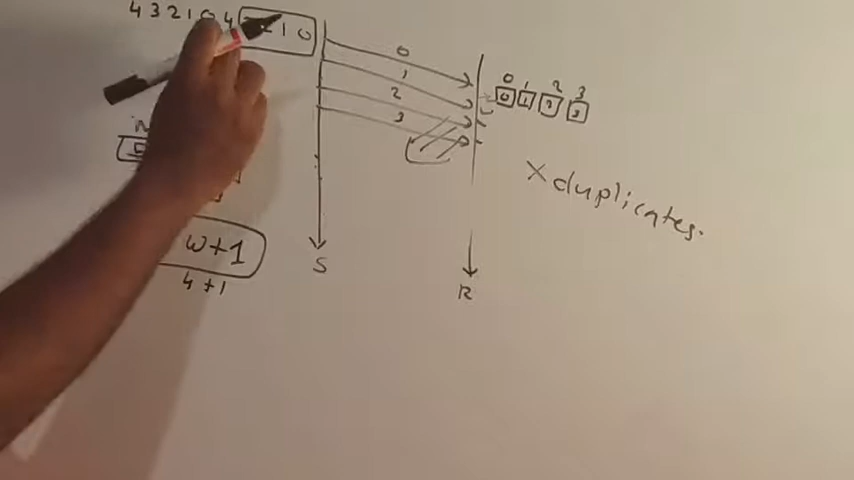 4 3 2 1 0 4 1 0
0
1
2
3
0 1 2 3
0 1 2 3
X duplicates.
w+1
4+1
S
R